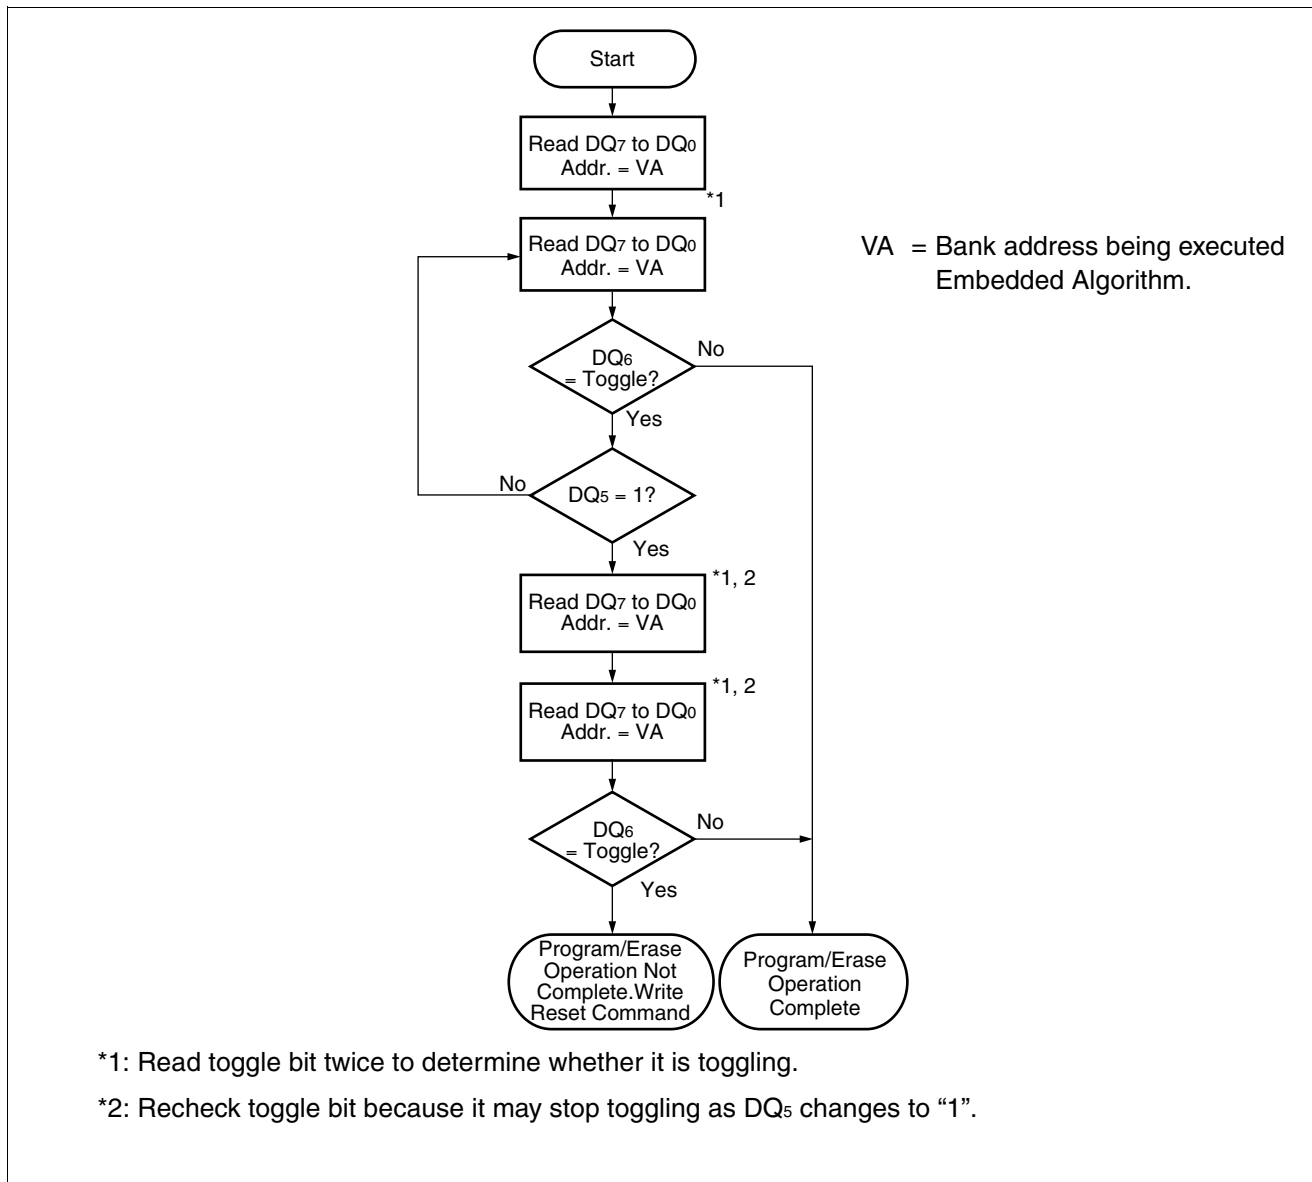 Start
Read DQ7 to DQ0
Addr. = VA
*1
Read DQ7 to DQ0
Addr. = VA
VA = Bank address being executed
Embedded Algorithm.
DQ6
= Toggle?
No
Yes
No
DQ5 = 1?
Yes
*1, 2
Read DQ7 to DQ0
Addr. = VA
*1, 2
Read DQ7 to DQ0
Addr. = VA
DQ6
= Toggle?
No
Yes
Program/Erase
Operation Not
Complete.Write
Reset Command
Program/Erase
Operation
Complete
*1: Read toggle bit twice to determine whether it is toggling.
*2: Recheck toggle bit because it may stop toggling as DQ5 changes to “1”.